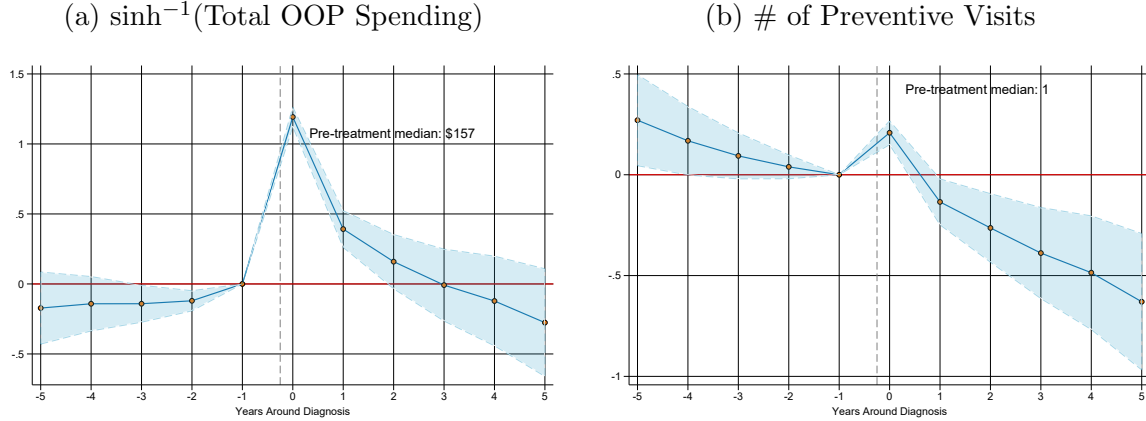 (a) sinh⁻¹(Total OOP Spending)
1.5
1
.5
0
-.5
Pre-treatment median: $157
-5 -4 -3 -2 -1 0 1 2 3 4 5
Years Around Diagnosis
(b) # of Preventive Visits
.5
0
-.5
-1
Pre-treatment median: 1
-5 -4 -3 -2 -1 0 1 2 3 4 5
Years Around Diagnosis